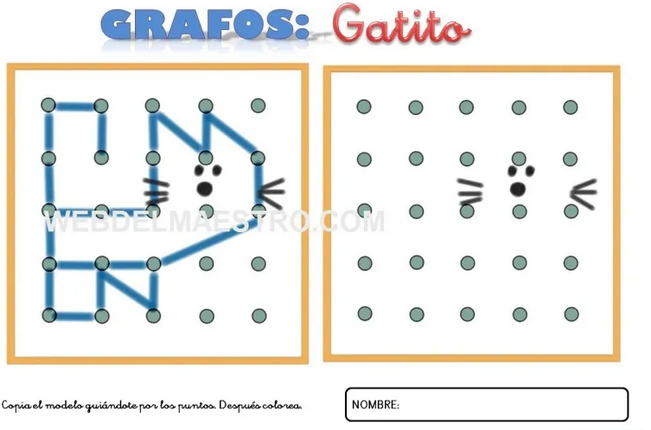 GRAFOS: Gatito
WEBDELMAESTRO.COM
Copia el modelo guiándote por los puntos. Después colorea.
NOMBRE: